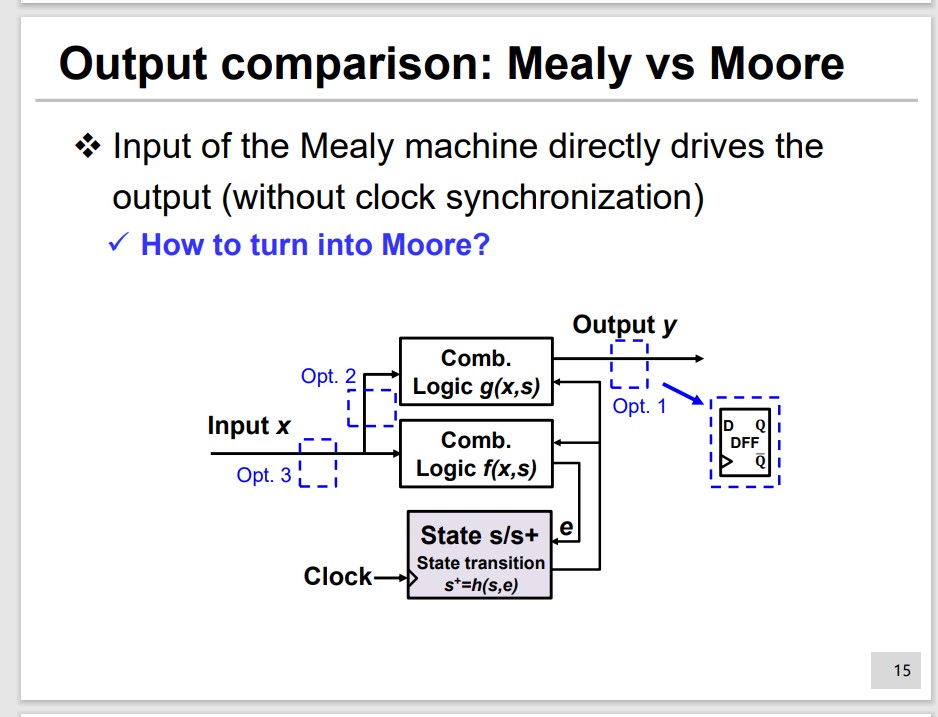 Output comparison: Mealy vs Moore
❖ Input of the Mealy machine directly drives the
output (without clock synchronization)
✓ How to turn into Moore?
Output y
Comb.
Logic g(x,s)
Opt. 2
Opt. 1
Input x
Comb.
Logic f(x,s)
Opt. 3
D Q
DFF
Q̅
State s/s+
e
State transition
s⁺=h(s,e)
Clock
15